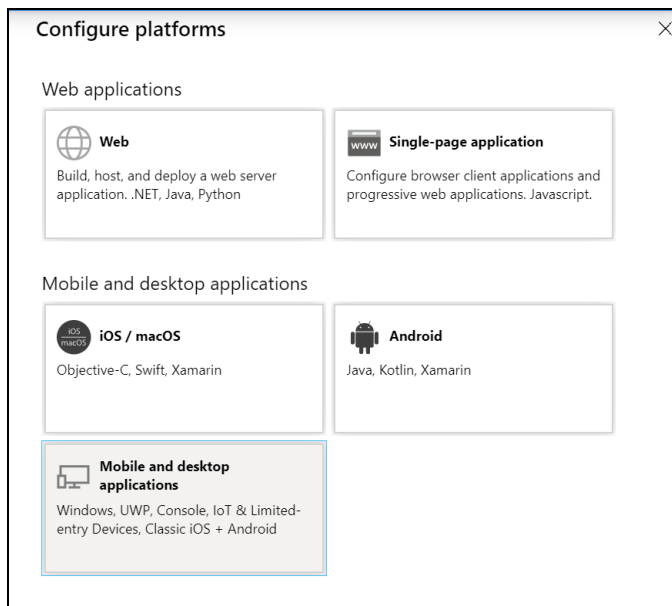 Configure platforms
Web applications
Web
Build, host, and deploy a web server
application. .NET, Java, Python
www
Single-page application
Configure browser client applications and
progressive web applications. Javascript.
Mobile and desktop applications
iOS
macOS
iOS / macOS
Objective-C, Swift, Xamarin
Android
Java, Kotlin, Xamarin
Mobile and desktop
applications
Windows, UWP, Console, IoT & Limited-
entry Devices, Classic iOS + Android